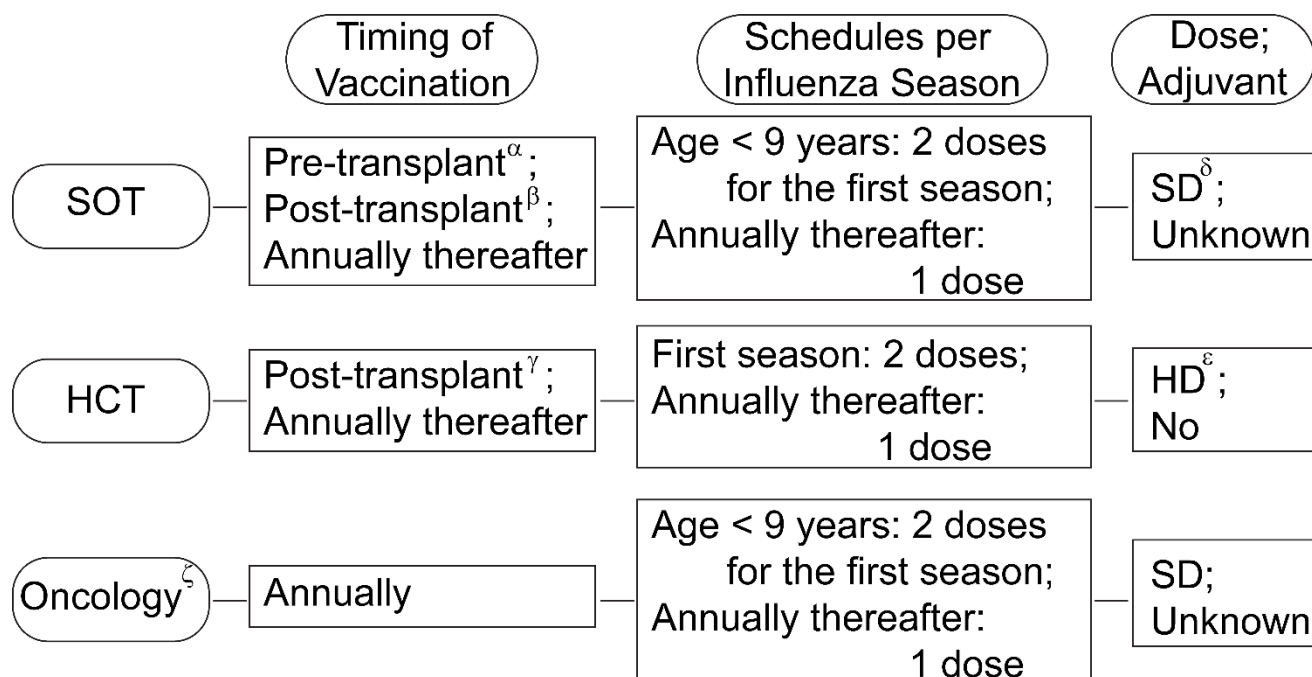 Timing of
Vaccination
Schedules per
Influenza Season
Dose;
Adjuvant
SOT
Pre-transplantᵅ;
Post-transplantᵝ;
Annually thereafter
Age < 9 years: 2 doses
for the first season;
Annually thereafter:
1 dose
SDᵟ;
Unknown
HCT
Post-transplantᵞ;
Annually thereafter
First season: 2 doses;
Annually thereafter:
1 dose
HDᵋ;
No
Oncologyζ
Annually
Age < 9 years: 2 doses
for the first season;
Annually thereafter:
1 dose
SD;
Unknown